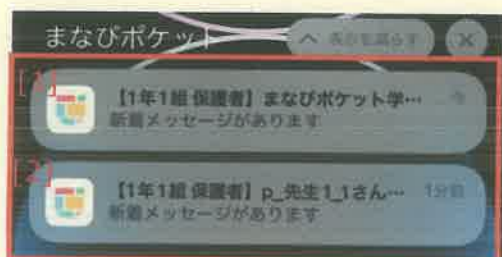 まなびポケット
表示を減らす
[1]
【1年1組 保護者】まなびポケット学… 今
新着メッセージがあります
[2]
【1年1組 保護者】p_先生1_1さん… 1分前
新着メッセージがあります